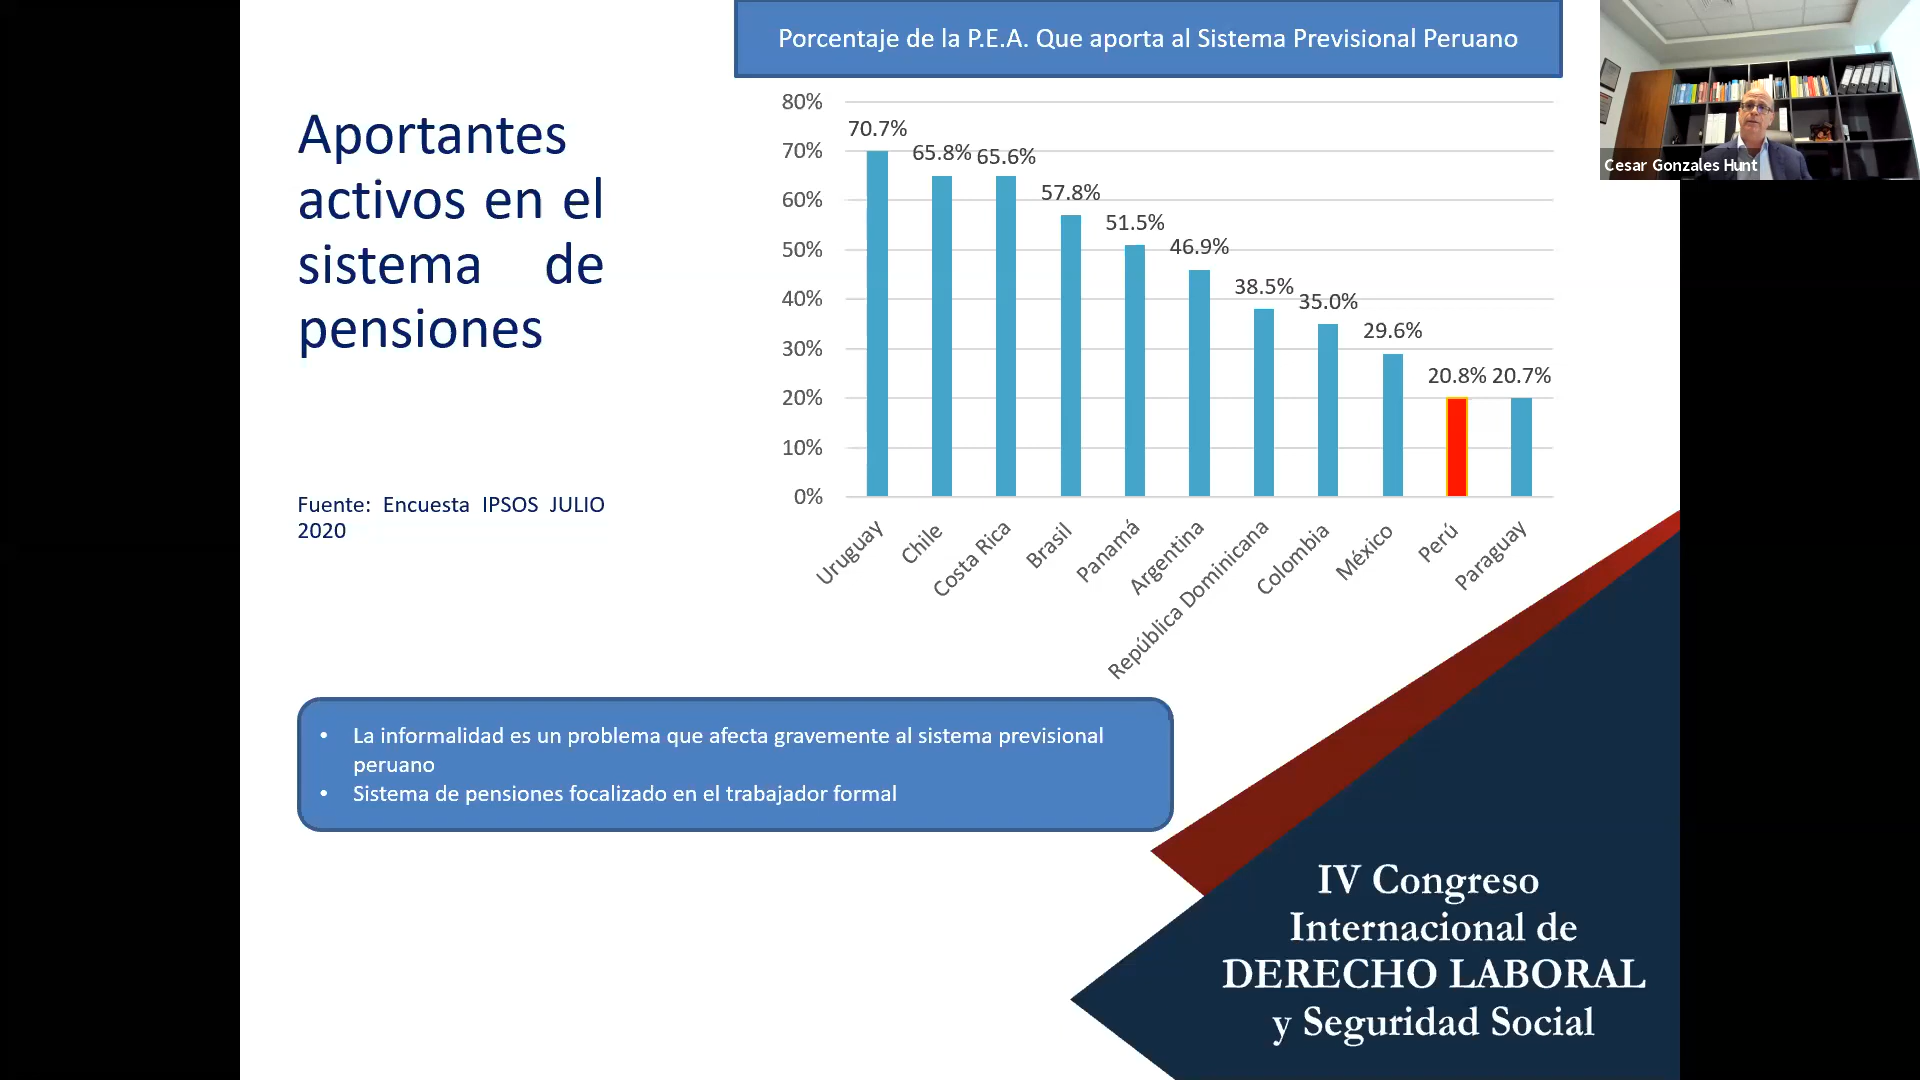 Porcentaje de la P.E.A. Que aporta al Sistema Previsional Peruano
Cesar Gonzales Hunt
Aportantes
activos en el
sistema de
pensiones
Fuente: Encuesta IPSOS JULIO
2020
80%
70%
60%
50%
40%
30%
20%
10%
0%
70.7%
65.8%
65.6%
57.8%
51.5%
46.9%
38.5%
35.0%
29.6%
20.8%
20.7%
Uruguay
Chile
Costa Rica
Brasil
Panamá
Argentina
República Dominicana
Colombia
México
Perú
Paraguay
• La informalidad es un problema que afecta gravemente al sistema previsional
peruano
• Sistema de pensiones focalizado en el trabajador formal
IV Congreso
Internacional de
DERECHO LABORAL
y Seguridad Social